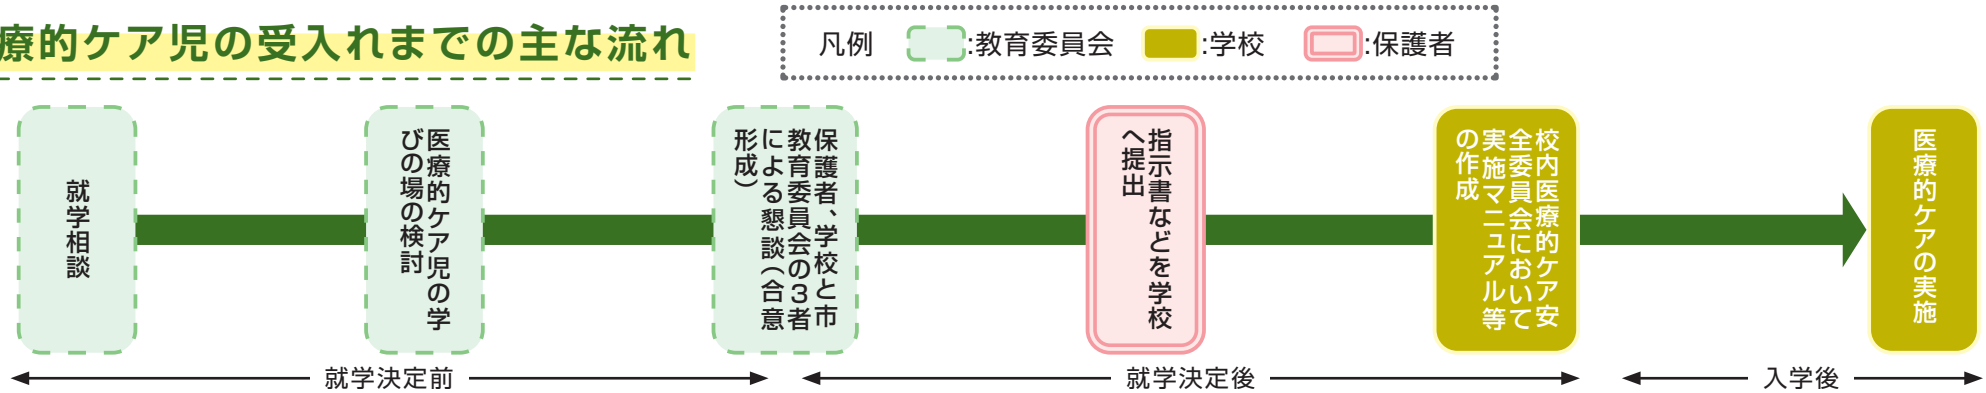 療的ケア児の受入れまでの主な流れ
凡例 :教育委員会 :学校 :保護者
就学相談
医療的ケア児の学
びの場の検討
保護者、学校と市
教育委員会の3者
による懇談(合意
形成)
指示書などを学校
へ提出
校内医療的ケア安
全委員会において
実施マニュアル等
の作成
医療的ケアの実施
就学決定前
就学決定後
入学後